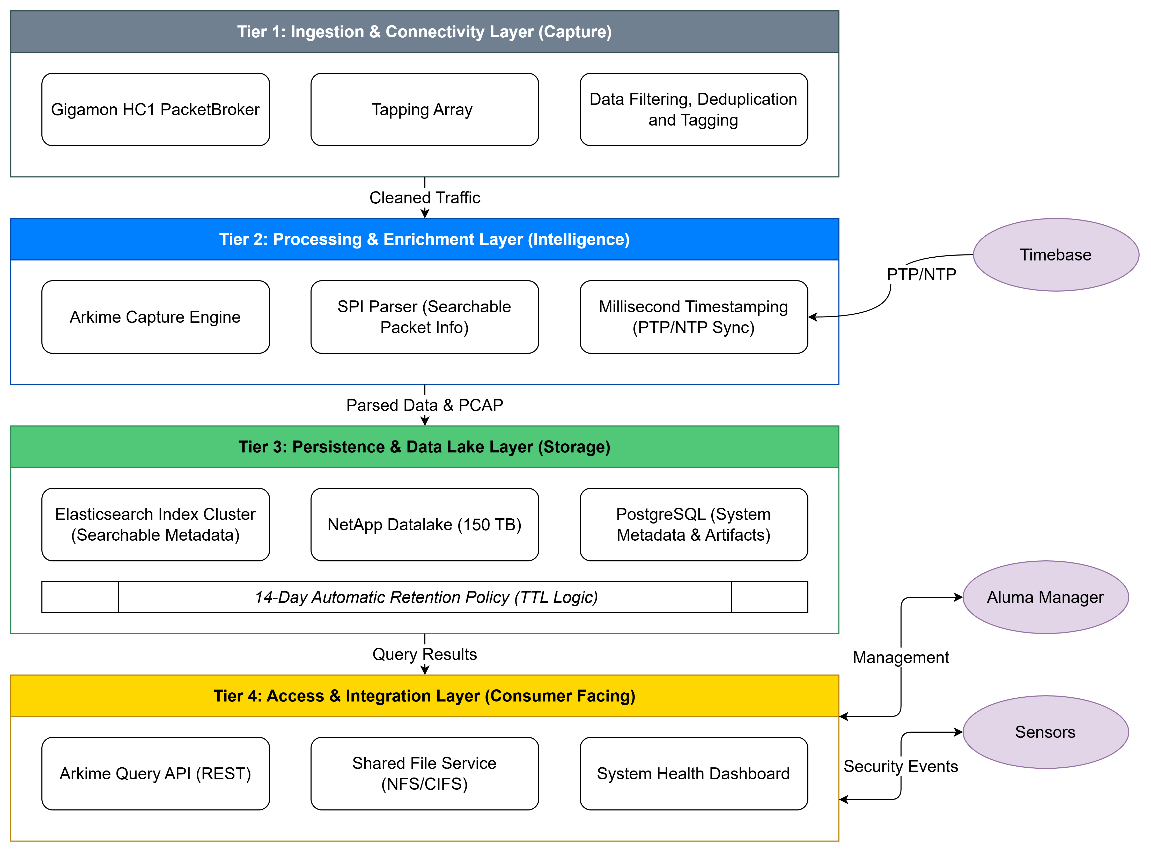 Tier 1: Ingestion & Connectivity Layer (Capture)
Gigamon HC1 PacketBroker
Tapping Array
Data Filtering, Deduplication
and Tagging
Cleaned Traffic
Tier 2: Processing & Enrichment Layer (Intelligence)
Arkime Capture Engine
SPI Parser (Searchable
Packet Info)
Millisecond Timestamping
(PTP/NTP Sync)
PTP/NTP
Timebase
Parsed Data & PCAP
Tier 3: Persistence & Data Lake Layer (Storage)
Elasticsearch Index Cluster
(Searchable Metadata)
NetApp Datalake (150 TB)
PostgreSQL (System
Metadata & Artifacts)
14-Day Automatic Retention Policy (TTL Logic)
Query Results
Tier 4: Access & Integration Layer (Consumer Facing)
Arkime Query API (REST)
Shared File Service
(NFS/CIFS)
System Health Dashboard
Aluma Manager
Management
Sensors
Security Events